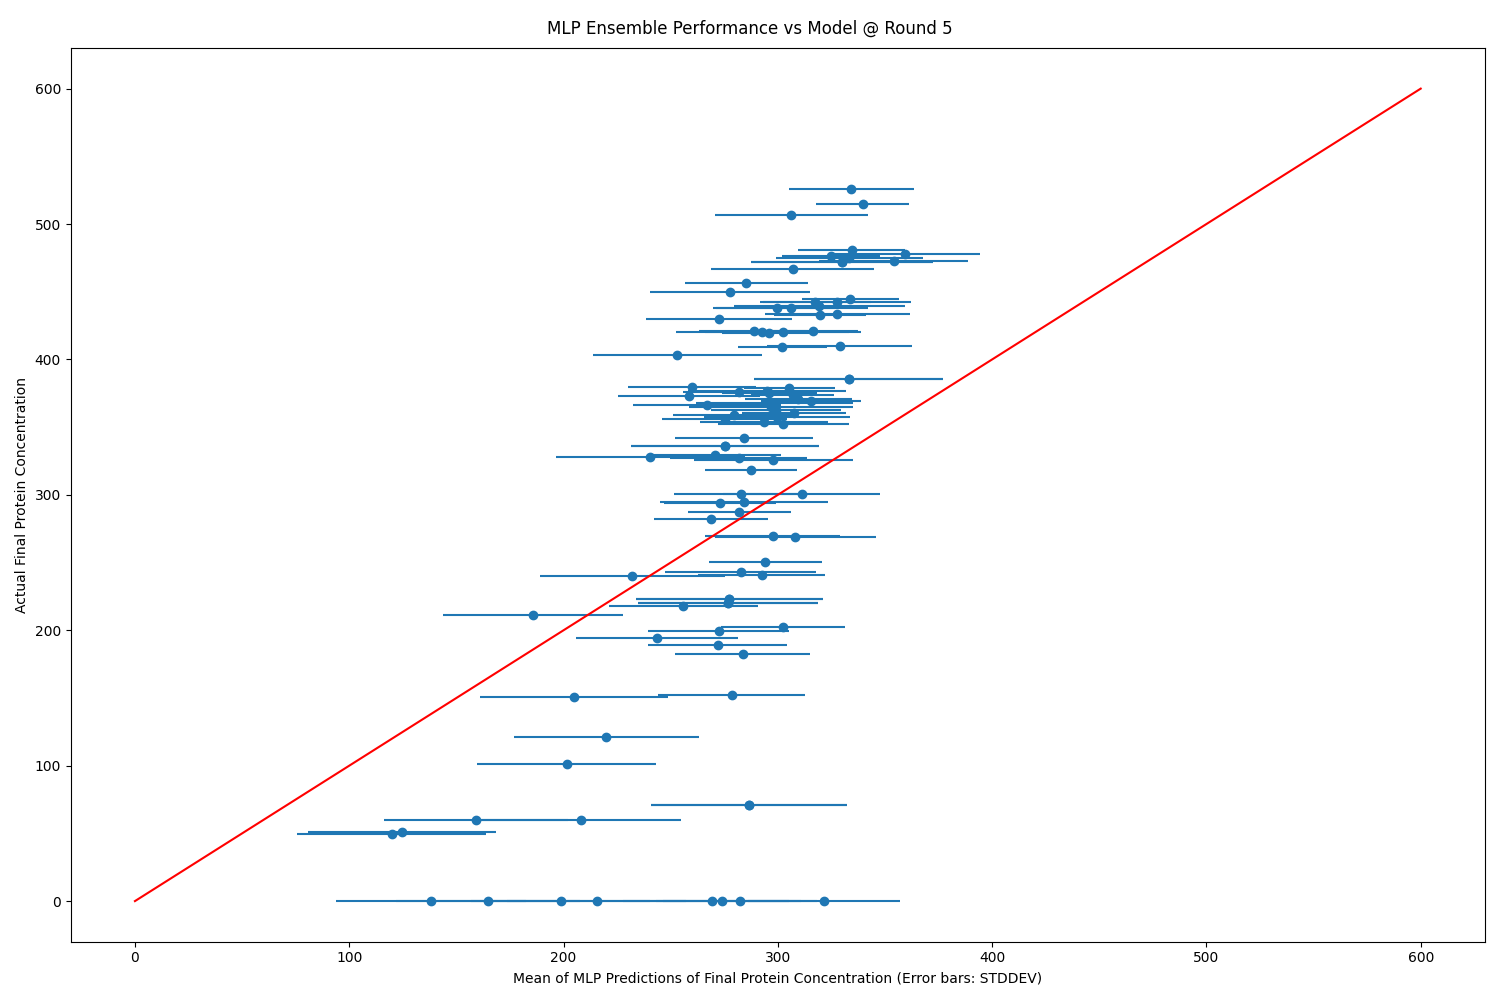 MLP Ensemble Performance vs Model @ Round 5
600
500
400
300
200
100
0
Actual Final Protein Concentration
0 100 200 300 400 500 600
Mean of MLP Predictions of Final Protein Concentration (Error bars: STDDEV)